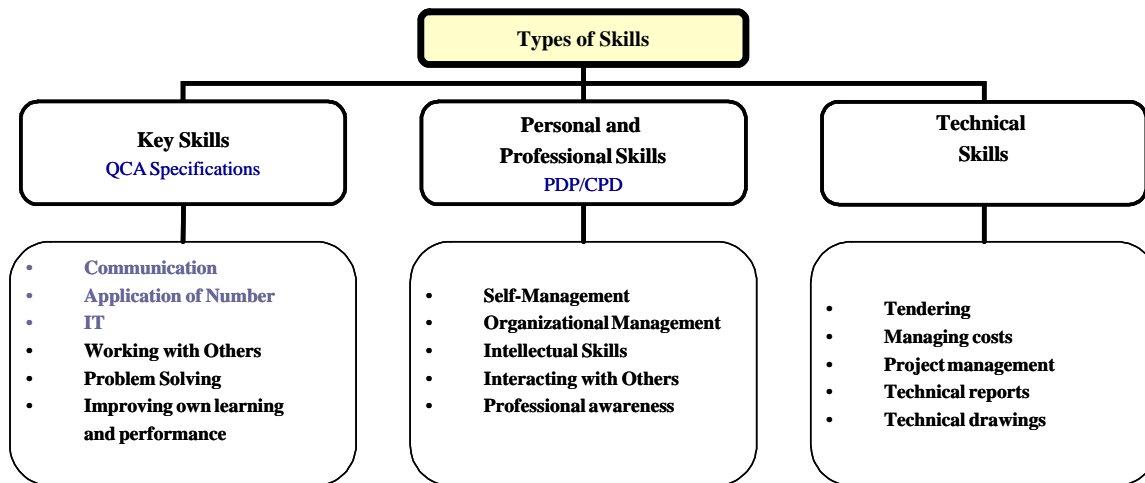 Types of Skills
Key Skills
QCA Specifications
Personal and
Professional Skills
PDP/CPD
Technical
Skills
• Communication
• Application of Number
• IT
• Working with Others
• Problem Solving
• Improving own learning
and performance
• Self-Management
• Organizational Management
• Intellectual Skills
• Interacting with Others
• Professional awareness
• Tendering
• Managing costs
• Project management
• Technical reports
• Technical drawings